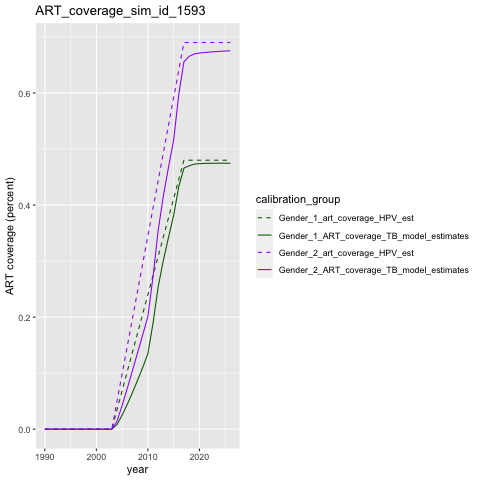 ART_coverage_sim_id_1593
ART coverage (percent)
0.6
0.4
0.2
0.0
1990
2000
2010
2020
year
calibration_group
Gender_1_art_coverage_HPV_est
Gender_1_ART_coverage_TB_model_estimates
Gender_2_art_coverage_HPV_est
Gender_2_ART_coverage_TB_model_estimates